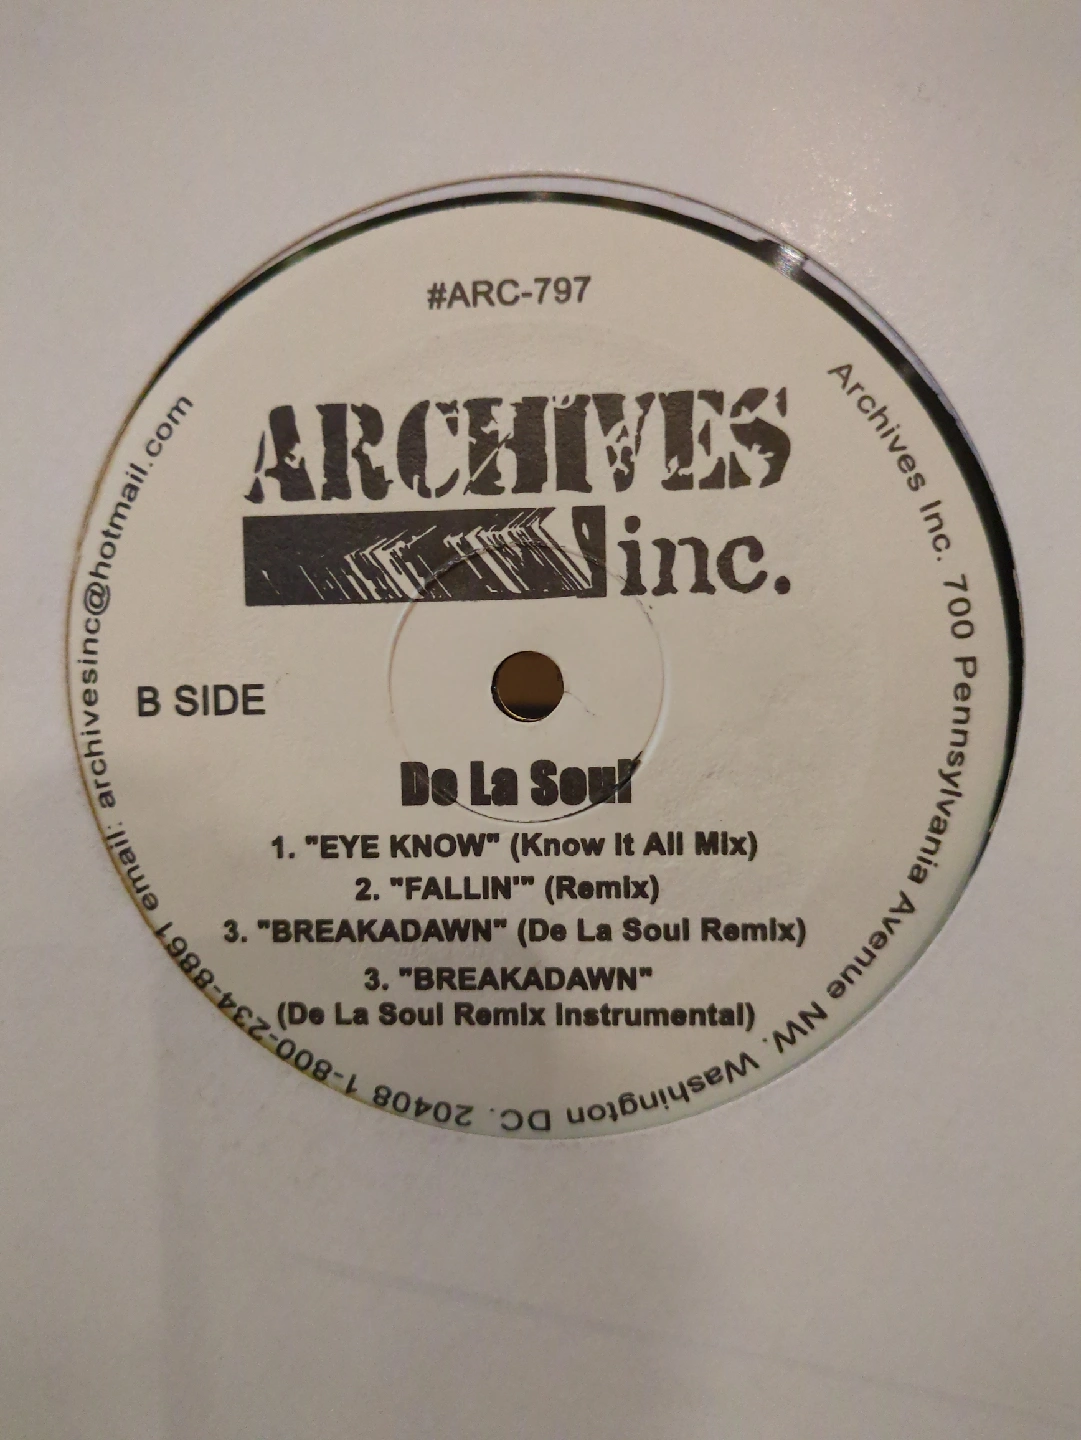 #ARC-797
ARCHIVES
inc.
B SIDE
De La Soul
1. "EYE KNOW" (Know It All Mix)
2. "FALLIN'" (Remix)
3. "BREAKADAWN" (De La Soul Remix)
3. "BREAKADAWN"
(De La Soul Remix Instrumental)
Archives Inc. 700 Pennsylvania Avenue NW. Washington DC. 20408 1-800-234-8861 email: archivesinc@hotmail.com